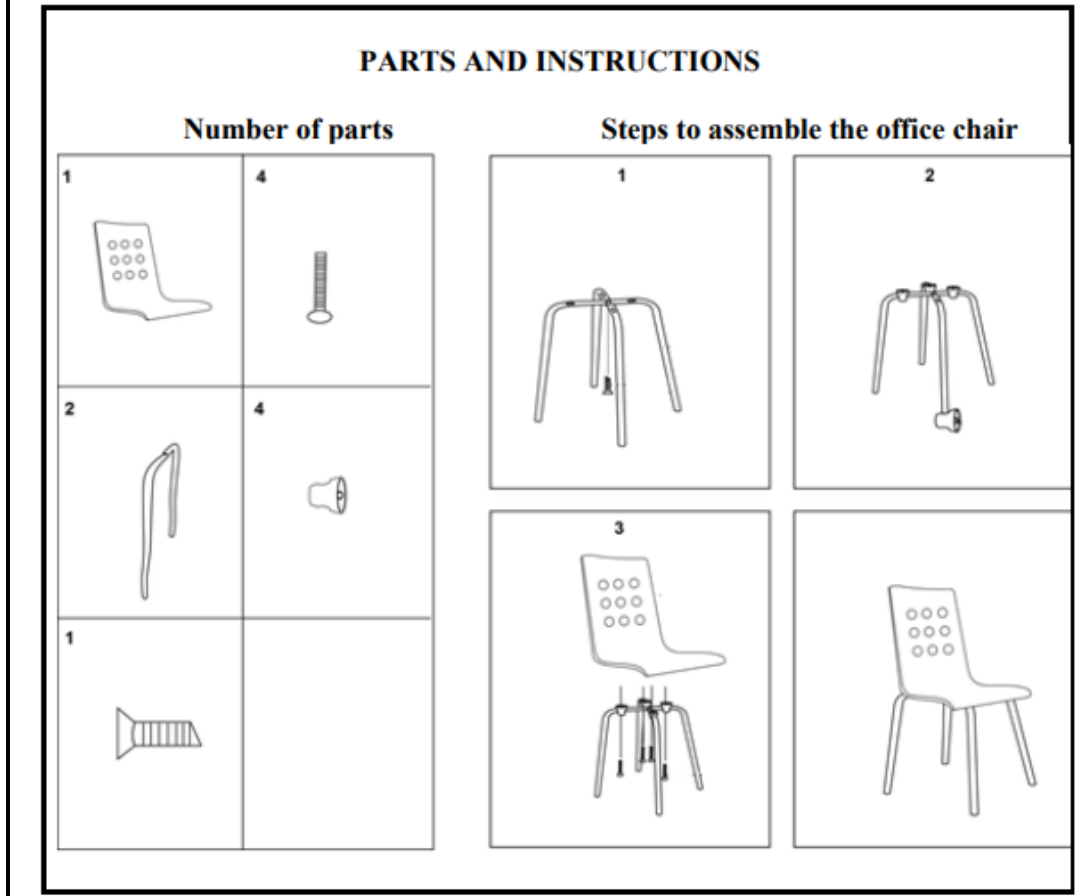 PARTS AND INSTRUCTIONS
Number of parts
Steps to assemble the office chair
1
4
2
4
1
1
2
3